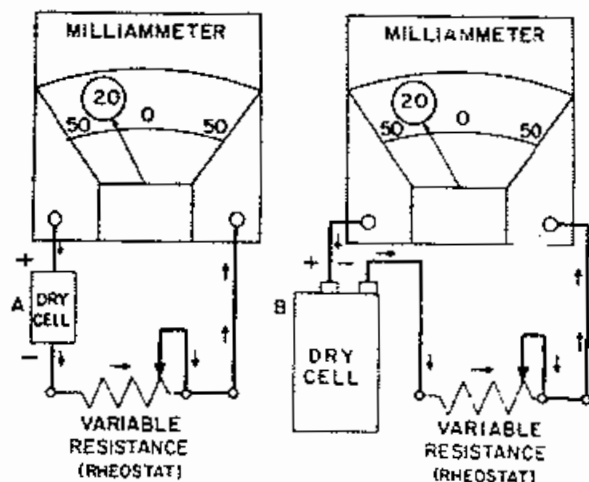 MILLIAMMETER
20
50 0 50
+
A DRY
CELL
−
VARIABLE
RESISTANCE
(RHEOSTAT)
MILLIAMMETER
20
50 0 50
+ −
B
DRY
CELL
VARIABLE
RESISTANCE
(RHEOSTAT)